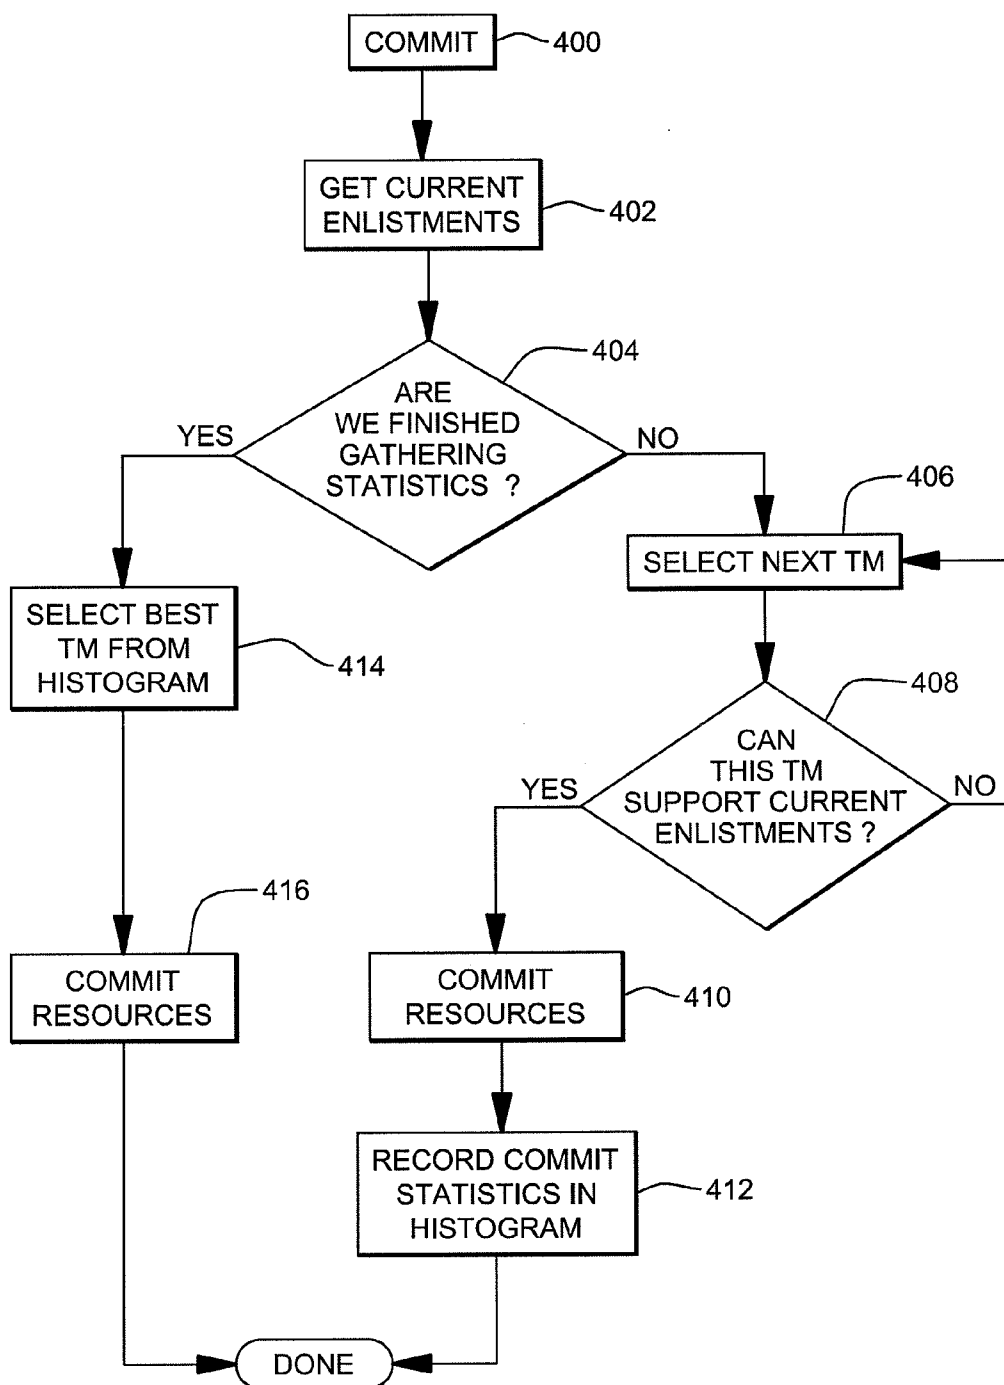 COMMIT
400
GET CURRENT
ENLISTMENTS
402
404
ARE
WE FINISHED
GATHERING
STATISTICS ?
YES
NO
406
SELECT NEXT TM
SELECT BEST
TM FROM
HISTOGRAM
414
408
CAN
THIS TM
SUPPORT CURRENT
ENLISTMENTS ?
YES
NO
416
COMMIT
RESOURCES
COMMIT
RESOURCES
410
RECORD COMMIT
STATISTICS IN
HISTOGRAM
412
DONE